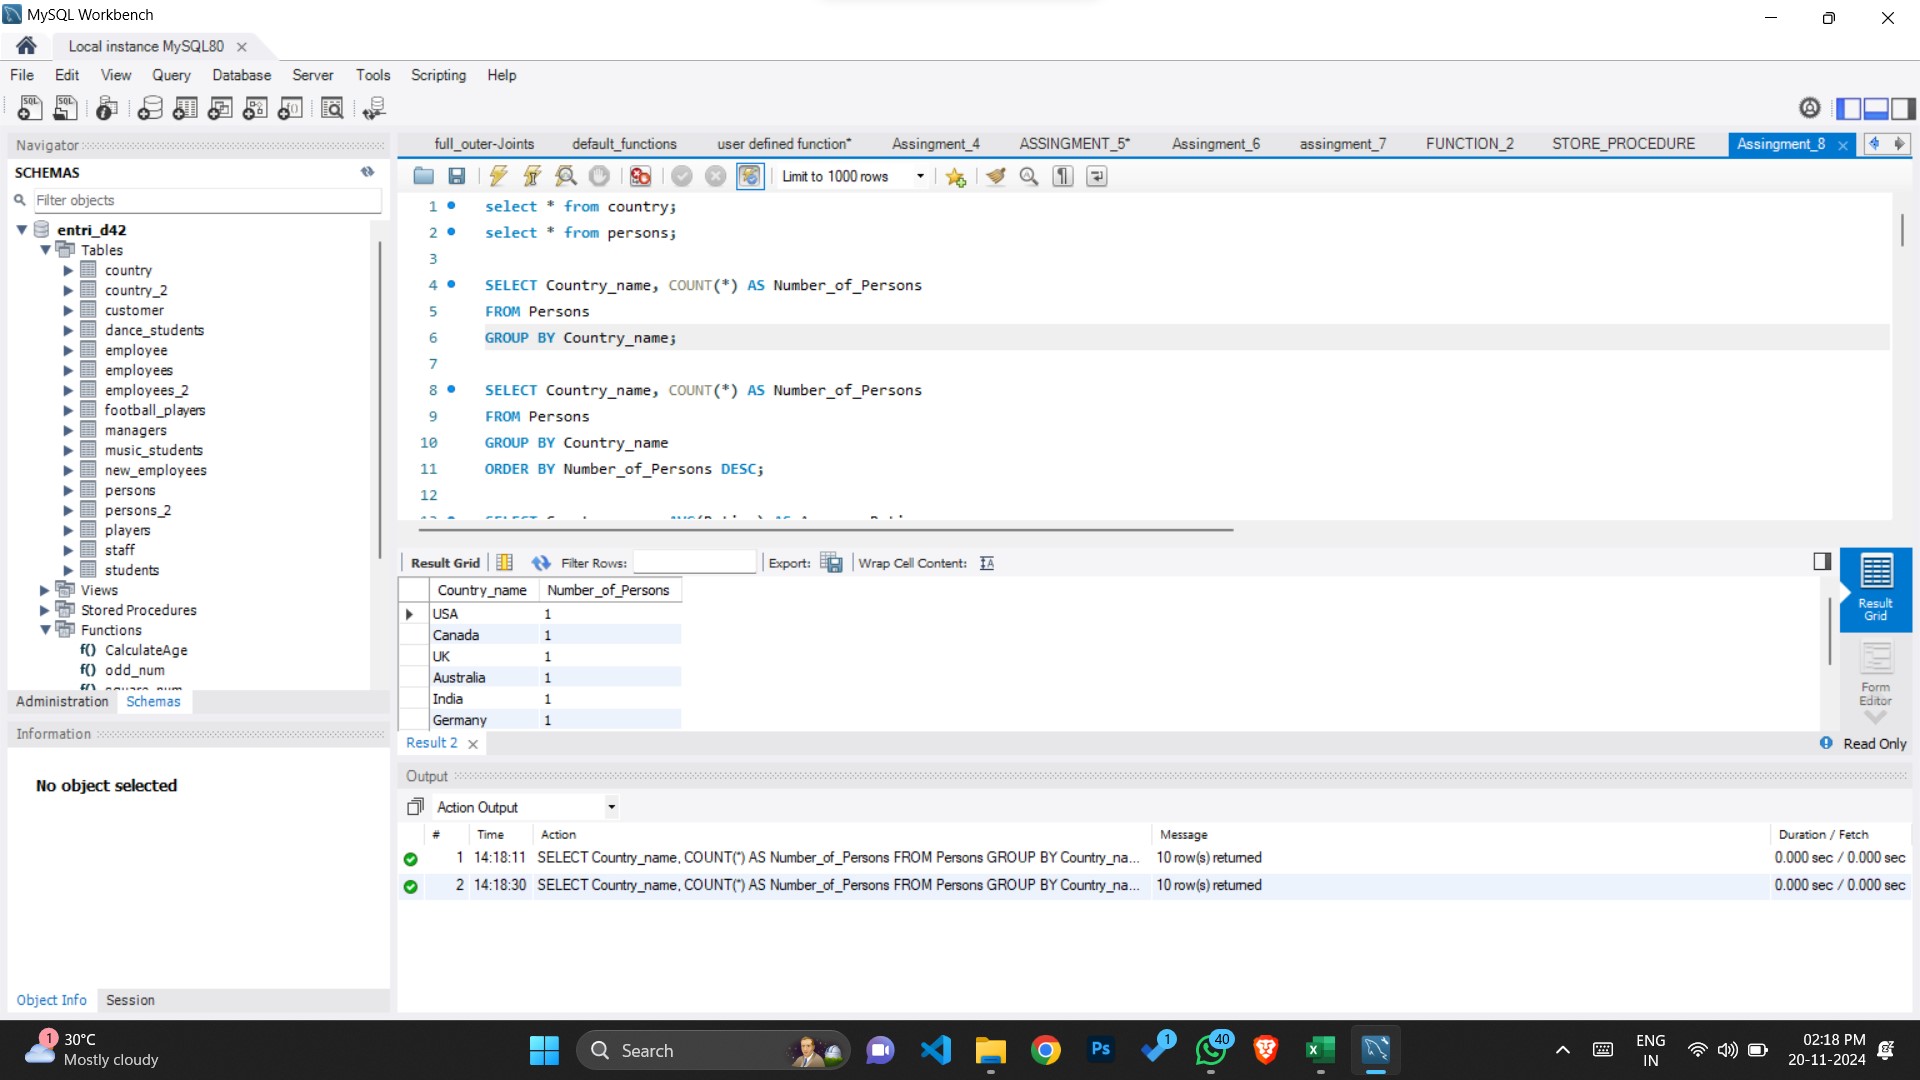 MySQL Workbench
Local instance MySQL80
File Edit View Query Database Server Tools Scripting Help
Navigator
SCHEMAS
Filter objects
entri_d42
Tables
country
country_2
customer
dance_students
employee
employees
employees_2
football_players
managers
music_students
new_employees
persons
persons_2
players
staff
students
Views
Stored Procedures
Functions
f() CalculateAge
f() odd_num
Administration Schemas
Information
No object selected
Object Info Session
full_outer-Joints default_functions user defined function* Assingment_4 ASSINGMENT_5* Assingment_6 assingment_7 FUNCTION_2 STORE_PROCEDURE Assingment_8
Limit to 1000 rows
1 select * from country;
2 select * from persons;
3
4 SELECT Country_name, COUNT(*) AS Number_of_Persons
5 FROM Persons
6 GROUP BY Country_name;
7
8 SELECT Country_name, COUNT(*) AS Number_of_Persons
9 FROM Persons
10 GROUP BY Country_name
11 ORDER BY Number_of_Persons DESC;
12
Result Grid Filter Rows: Export: Wrap Cell Content:
Country_name Number_of_Persons
USA 1
Canada 1
UK 1
Australia 1
India 1
Germany 1
Result Grid
Form Editor
Result 2
Read Only
Output
Action Output
# Time Action Message Duration / Fetch
1 14:18:11 SELECT Country_name, COUNT(*) AS Number_of_Persons FROM Persons GROUP BY Country_na... 10 row(s) returned 0.000 sec / 0.000 sec
2 14:18:30 SELECT Country_name, COUNT(*) AS Number_of_Persons FROM Persons GROUP BY Country_na... 10 row(s) returned 0.000 sec / 0.000 sec
1
30°C
Mostly cloudy
Search
Ps
1
40
ENG
IN
02:18 PM
20-11-2024